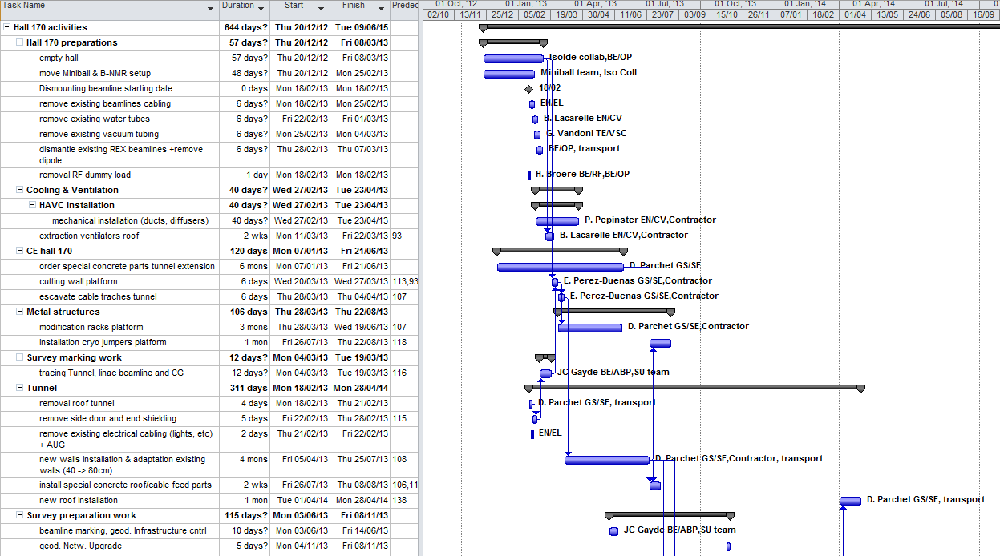 Task Name Duration Start Finish Predec 01 Oct, '12 01 Jan, '13 01 Apr, '13 01 Jul, '13 01 Oct, '13 01 Jan, '14 01 Apr, '14 01 Jul, '14
02/10 13/11 25/12 05/02 19/03 30/04 11/06 23/07 03/09 15/10 26/11 07/01 18/02 01/04 13/05 24/06 05/08 16/09
Hall 170 activities 644 days? Thu 20/12/12 Tue 09/06/15
Hall 170 preparations 57 days? Thu 20/12/12 Fri 08/03/13
empty hall 57 days? Thu 20/12/12 Fri 08/03/13 Isolde collab,BE/OP
move Miniball & B-NMR setup 48 days? Thu 20/12/12 Mon 25/02/13 Miniball team, Iso Coll
Dismounting beamline starting date 0 days Mon 18/02/13 Mon 18/02/13 18/02
remove existing beamlines cabling 6 days? Mon 18/02/13 Mon 25/02/13 EN/EL
remove existing water tubes 6 days? Fri 22/02/13 Fri 01/03/13 B. Lacarelle EN/CV
remove existing vacuum tubing 6 days? Mon 25/02/13 Mon 04/03/13 G. Vandoni TE/VSC
dismantle existing REX beamlines +remove 6 days? Thu 28/02/13 Thu 07/03/13 BE/OP, transport
dipole
removal RF dummy load 1 day Mon 18/02/13 Mon 18/02/13 H. Broere BE/RF,BE/OP
Cooling & Ventilation 40 days? Wed 27/02/13 Tue 23/04/13
HAVC installation 40 days? Wed 27/02/13 Tue 23/04/13
mechanical installation (ducts, diffusers) 40 days? Wed 27/02/13 Tue 23/04/13 P. Pepinster EN/CV,Contractor
extraction ventilators roof 2 wks Mon 11/03/13 Fri 22/03/13 93 B. Lacarelle EN/CV,Contractor
CE hall 170 120 days Mon 07/01/13 Fri 21/06/13
order special concrete parts tunnel extension 6 mons Mon 07/01/13 Fri 21/06/13 D. Parchet GS/SE
cutting wall platform 6 days Wed 20/03/13 Wed 27/03/13 113,93 E. Perez-Duenas GS/SE,Contractor
escavate cable traches tunnel 6 days Thu 28/03/13 Thu 04/04/13 107 E. Perez-Duenas GS/SE,Contractor
Metal structures 106 days Thu 28/03/13 Thu 22/08/13
modification racks platform 3 mons Thu 28/03/13 Wed 19/06/13 107 D. Parchet GS/SE,Contractor
installation cryo jumpers platform 1 mon Fri 26/07/13 Thu 22/08/13 118
Survey marking work 12 days? Mon 04/03/13 Tue 19/03/13
tracing Tunnel, linac beamline and CG 12 days? Mon 04/03/13 Tue 19/03/13 116 JC Gayde BE/ABP,SU team
Tunnel 311 days Mon 18/02/13 Mon 28/04/14
removal roof tunnel 4 days Mon 18/02/13 Thu 21/02/13 D. Parchet GS/SE, transport
remove side door and end shielding 5 days Fri 22/02/13 Thu 28/02/13 115
remove existing electrical cabling (lights, etc) 2 days Thu 21/02/13 Fri 22/02/13 EN/EL
+ AUG
new walls installation & adaptation existing 4 mons Fri 05/04/13 Thu 25/07/13 108 D. Parchet GS/SE,Contractor, transport
walls (40 -> 80cm)
install special concrete roof/cable feed parts 2 wks Fri 26/07/13 Thu 08/08/13 106,11
new roof installation 1 mon Tue 01/04/14 Mon 28/04/14 138 D. Parchet GS/SE, transport
Survey preparation work 115 days? Mon 03/06/13 Fri 08/11/13
beamline marking, geod. Infrastructure cntrl 10 days? Mon 03/06/13 Fri 14/06/13 JC Gayde BE/ABP,SU team
geod. Netw. Upgrade 5 days? Mon 04/11/13 Fri 08/11/13